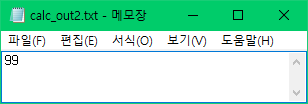 calc_out2.txt - 메모장
파일(F) 편집(E) 서식(O) 보기(V) 도움말(H)
99